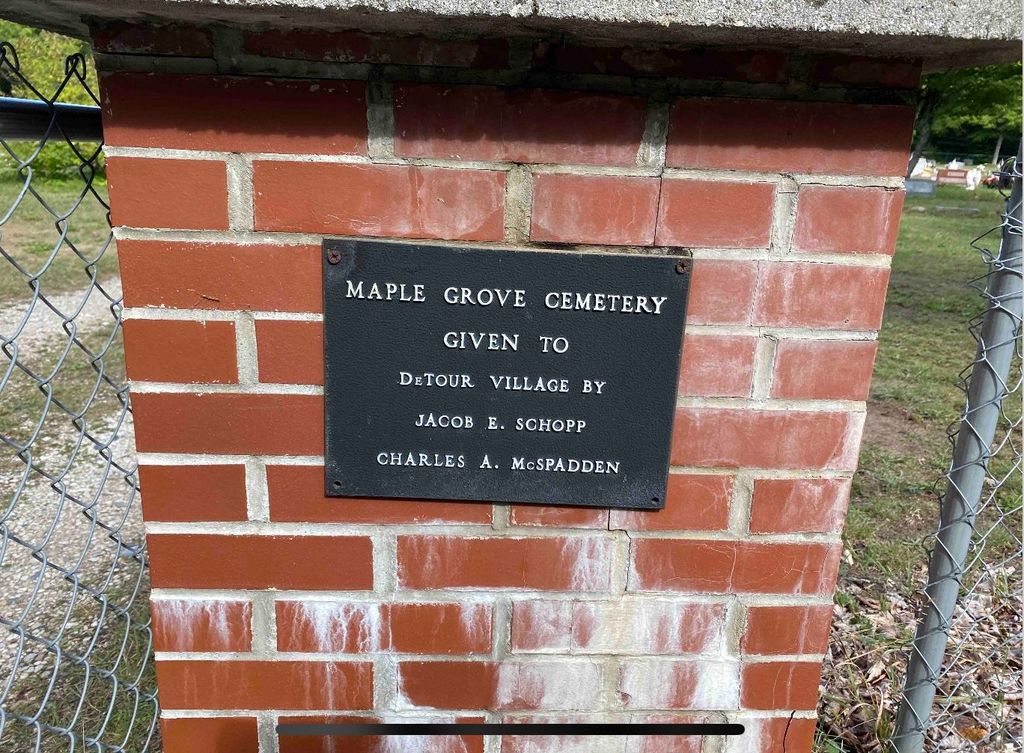 MAPLE GROVE CEMETERY
GIVEN TO
DeTOUR VILLAGE BY
JACOB E. SCHOPP
CHARLES A. McSPADDEN